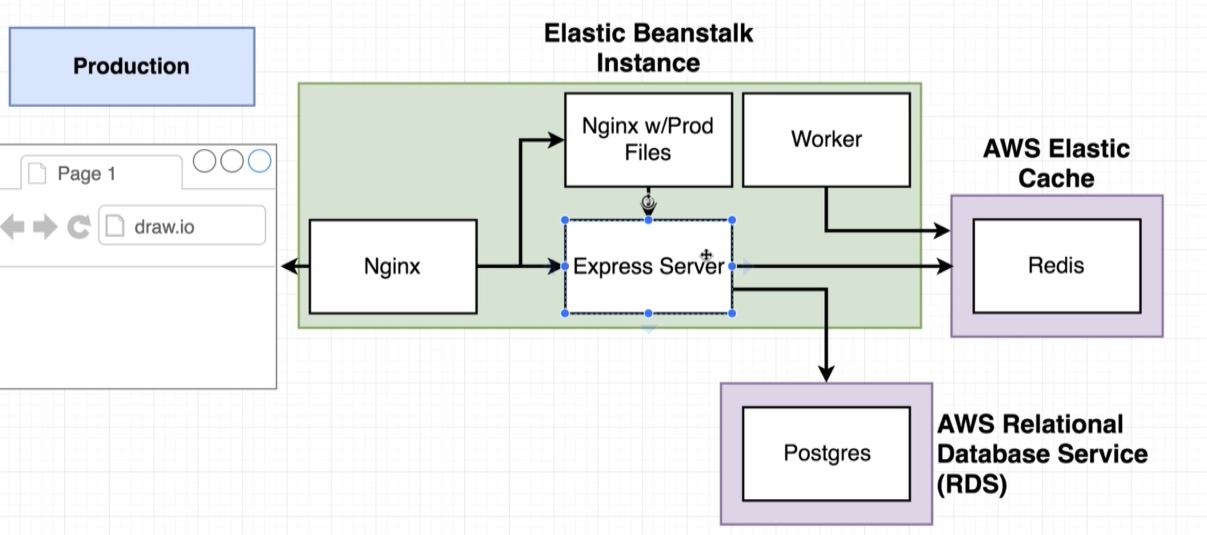 Production
Elastic Beanstalk
Instance
Nginx w/Prod
Files
Worker
AWS Elastic
Cache
Page 1
draw.io
Nginx
Express Server
Redis
Postgres
AWS Relational
Database Service
(RDS)